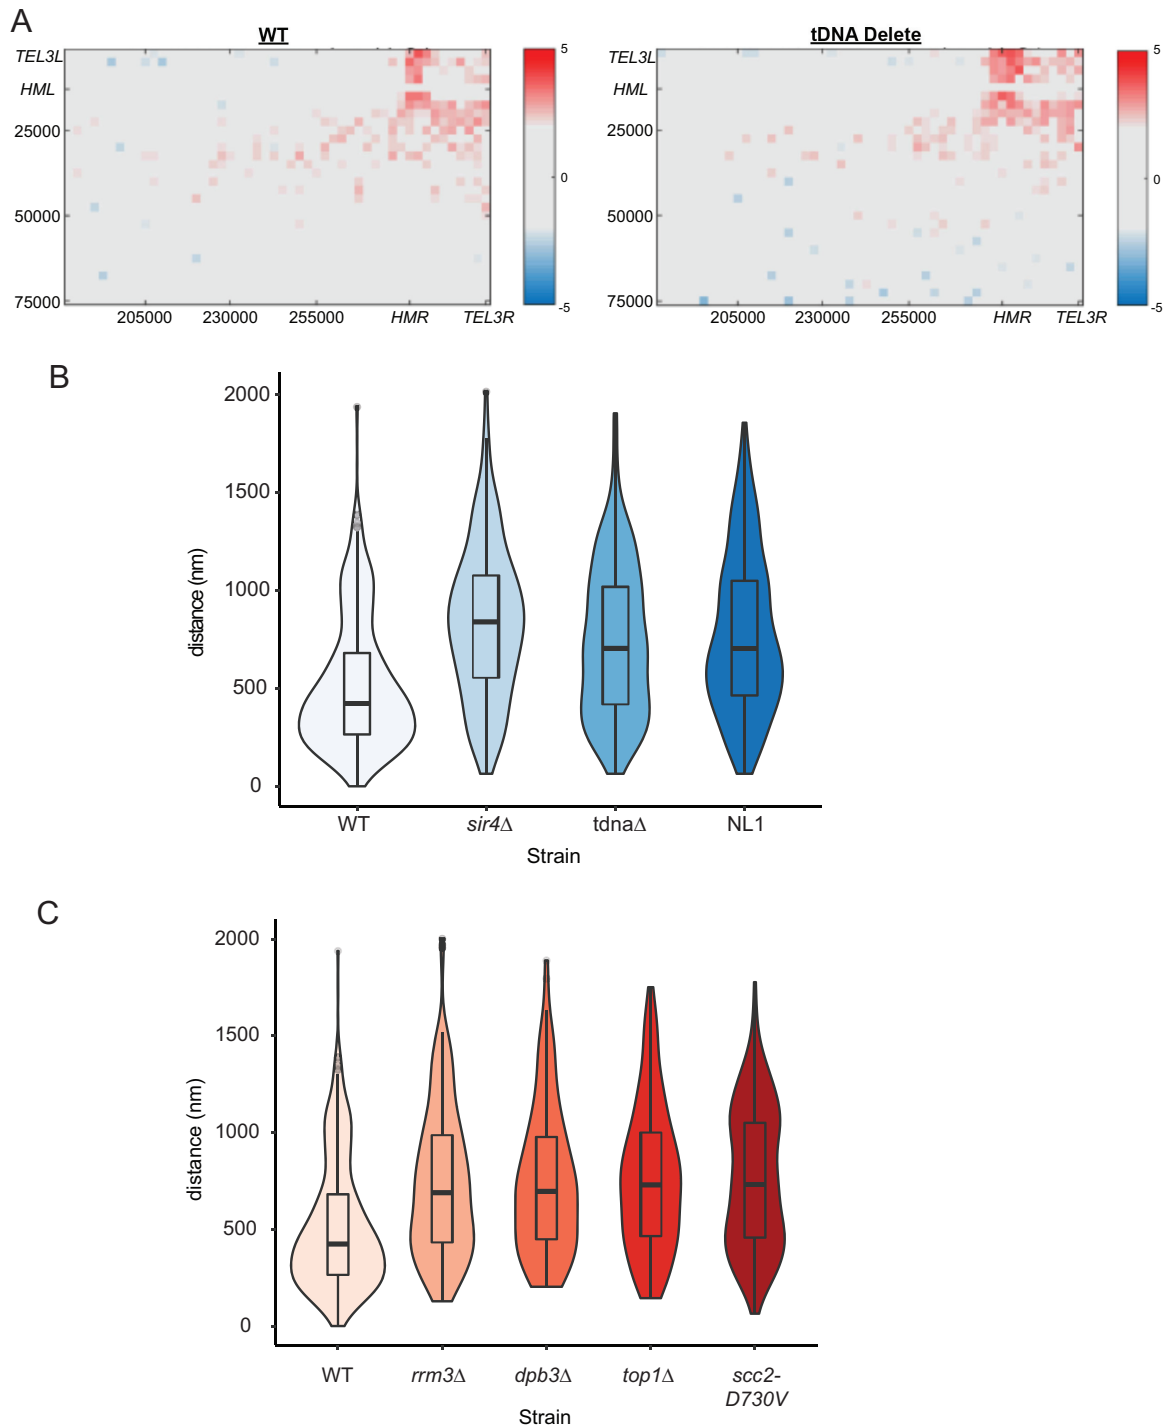 A
WT
tDNA Delete
TEL3L
HML
25000
50000
75000
205000
230000
255000
HMR
TEL3R
5
0
-5
TEL3L
HML
25000
50000
75000
205000
230000
255000
HMR
TEL3R
5
0
-5
B
2000
1500
1000
500
0
distance (nm)
WT
sir4Δ
tdnaΔ
NL1
Strain
C
2000
1500
1000
500
0
distance (nm)
WT
rrm3Δ
dpb3Δ
top1Δ
scc2-
D730V
Strain